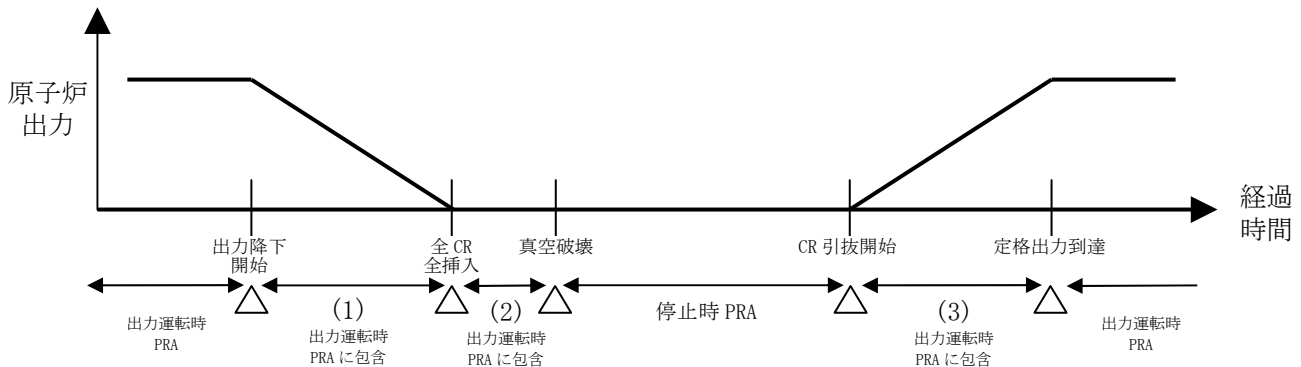 原子炉
出力
経過
時間
出力降下
開始
全 CR
全挿入
真空破壊
CR 引抜開始
定格出力到達
出力運転時
PRA
(1)
出力運転時
PRA に包含
(2)
出力運転時
PRA に包含
停止時 PRA
(3)
出力運転時
PRA に包含
出力運転時
PRA